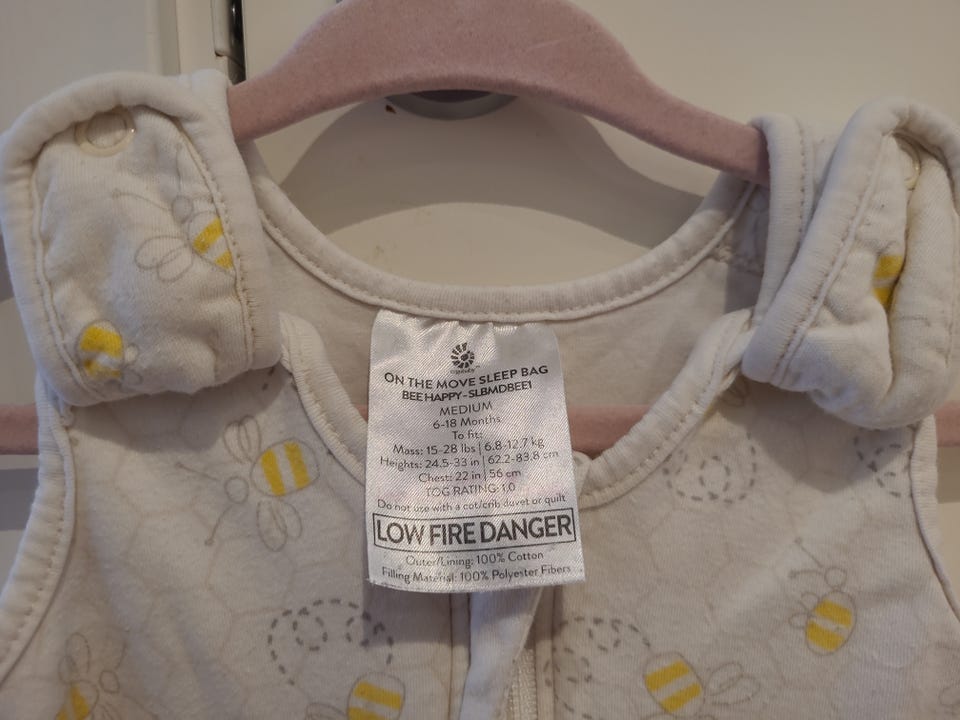 ergobaby
ON THE MOVE SLEEP BAG
BEE HAPPY - SLBMDBEE1
MEDIUM
6-18 Months
To fit:
Mass: 15-28 lbs | 6.8-12.7 kg
Heights: 24.5-33 in | 62.2-83.8 cm
Chest: 22 in | 56 cm
TOG RATING: 1.0
Do not use with a cot/crib duvet or quilt
LOW FIRE DANGER
Outer/Lining: 100% Cotton
Filling Material: 100% Polyester Fibers